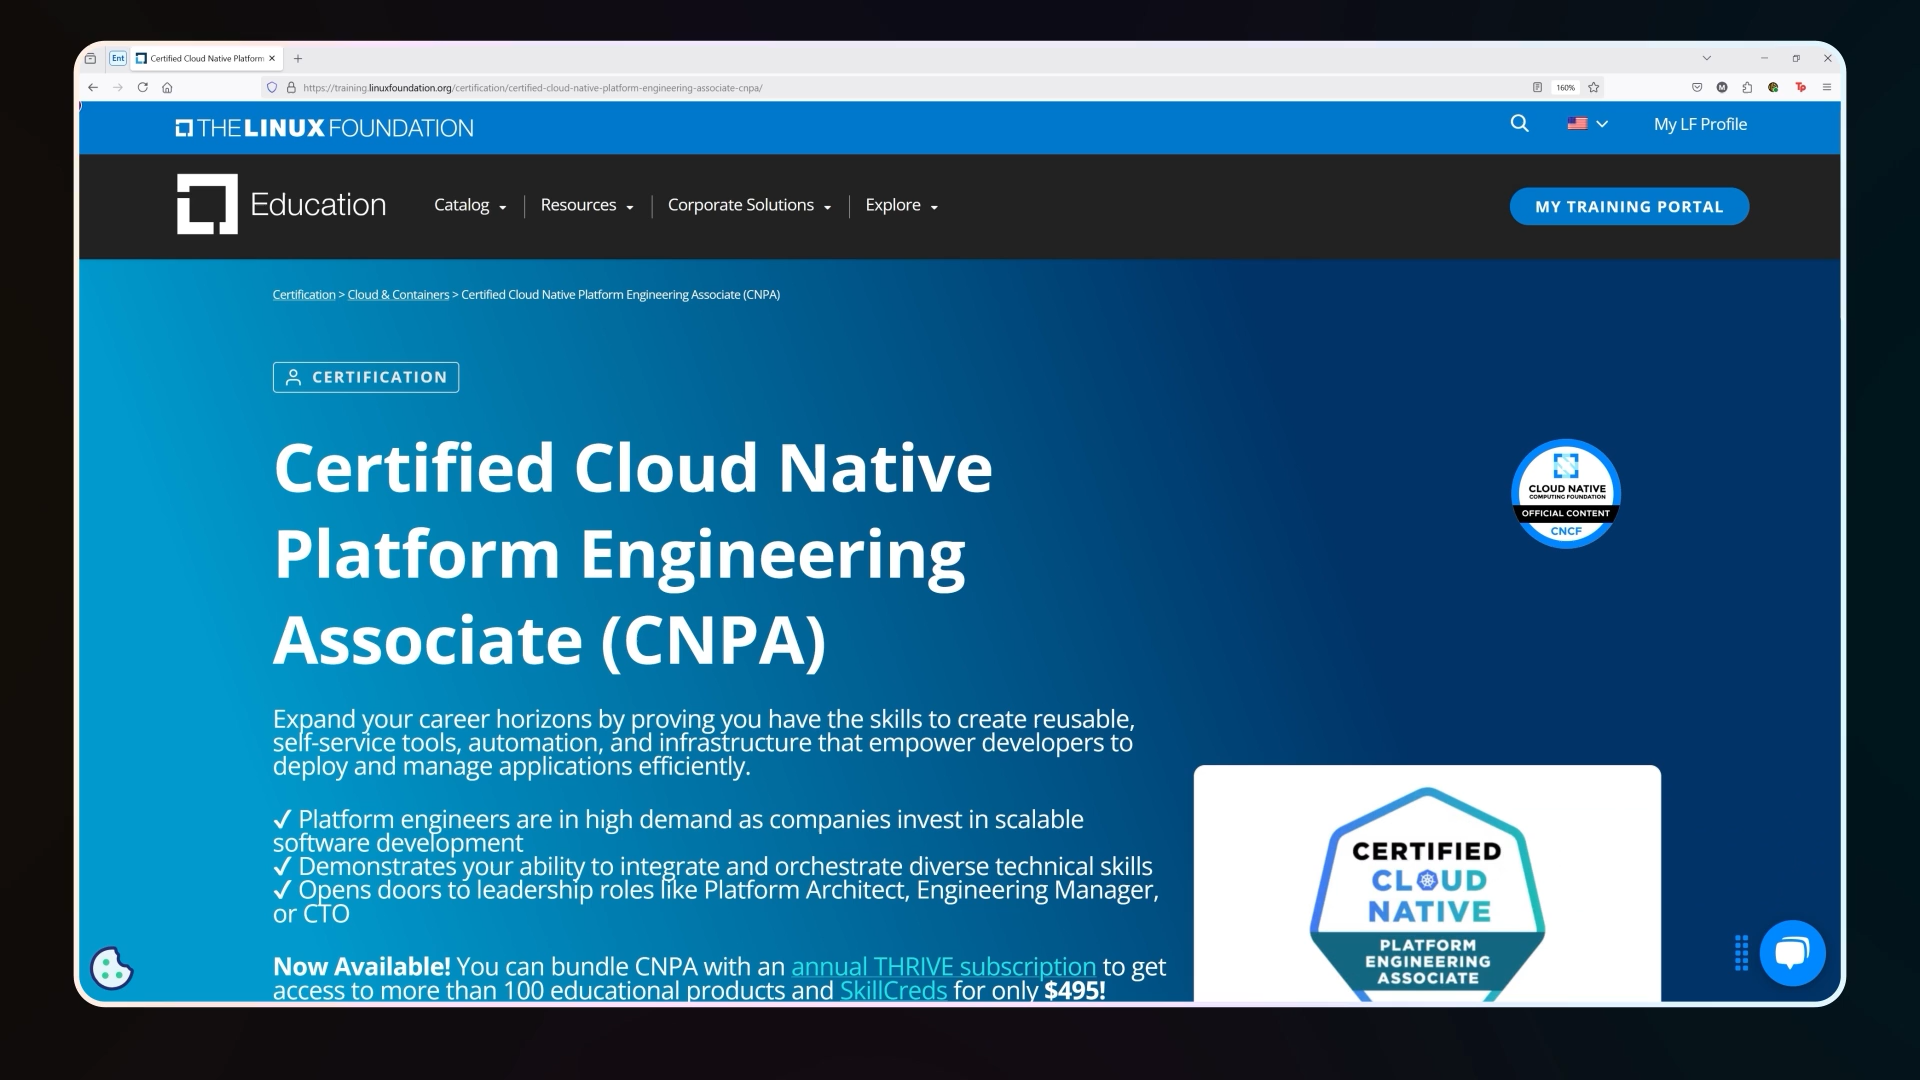 Ent
Certified Cloud Native Platform
https://training.linuxfoundation.org/certification/certified-cloud-native-platform-engineering-associate-cnpa/
160%
M
Tp
THE LINUX FOUNDATION
My LF Profile
Education
Catalog
Resources
Corporate Solutions
Explore
MY TRAINING PORTAL
Certification > Cloud & Containers > Certified Cloud Native Platform Engineering Associate (CNPA)
CERTIFICATION
Certified Cloud Native
Platform Engineering
Associate (CNPA)
CLOUD NATIVE
COMPUTING FOUNDATION
OFFICIAL CONTENT
CNCF
Expand your career horizons by proving you have the skills to create reusable,
self-service tools, automation, and infrastructure that empower developers to
deploy and manage applications efficiently.
✓ Platform engineers are in high demand as companies invest in scalable
software development
✓ Demonstrates your ability to integrate and orchestrate diverse technical skills
✓ Opens doors to leadership roles like Platform Architect, Engineering Manager,
or CTO
Now Available! You can bundle CNPA with an annual THRIVE subscription to get
access to more than 100 educational products and SkillCreds for only $495!
CERTIFIED
CLOUD
NATIVE
PLATFORM
ENGINEERING
ASSOCIATE